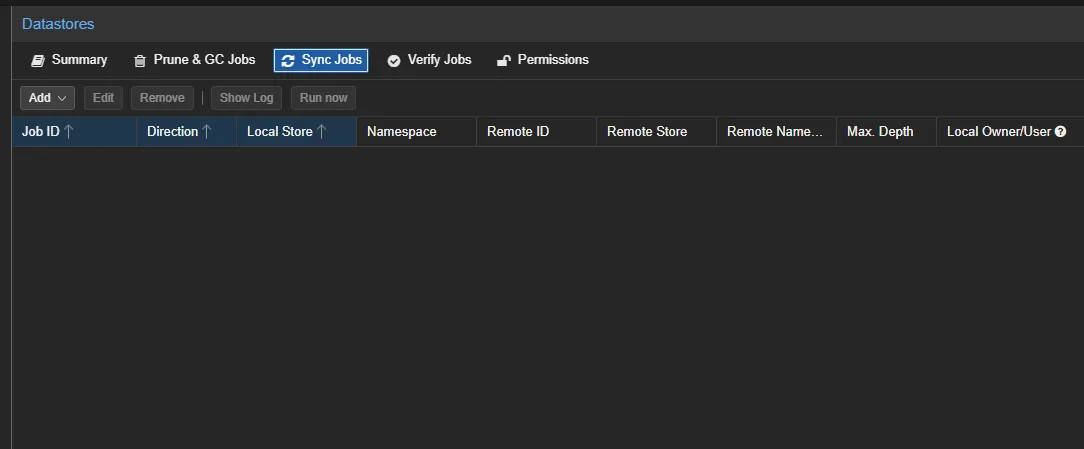 Datastores
Summary Prune & GC Jobs Sync Jobs Verify Jobs Permissions
Add Edit Remove Show Log Run now
Job ID Direction Local Store Namespace Remote ID Remote Store Remote Name... Max. Depth Local Owner/User